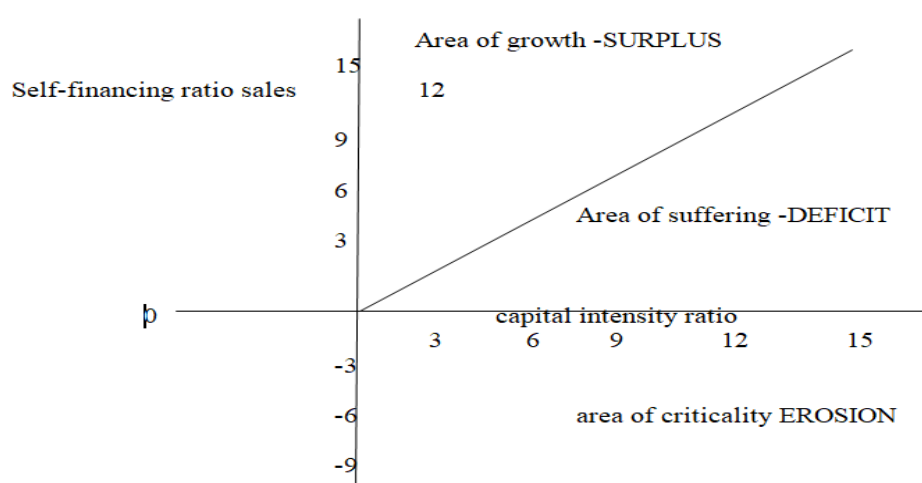 Area of growth -SURPLUS
15
Self-financing ratio sales
12
9
6
Area of suffering -DEFICIT
3
0
capital intensity ratio
3 6 9 12 15
-3
-6
area of criticality EROSION
-9